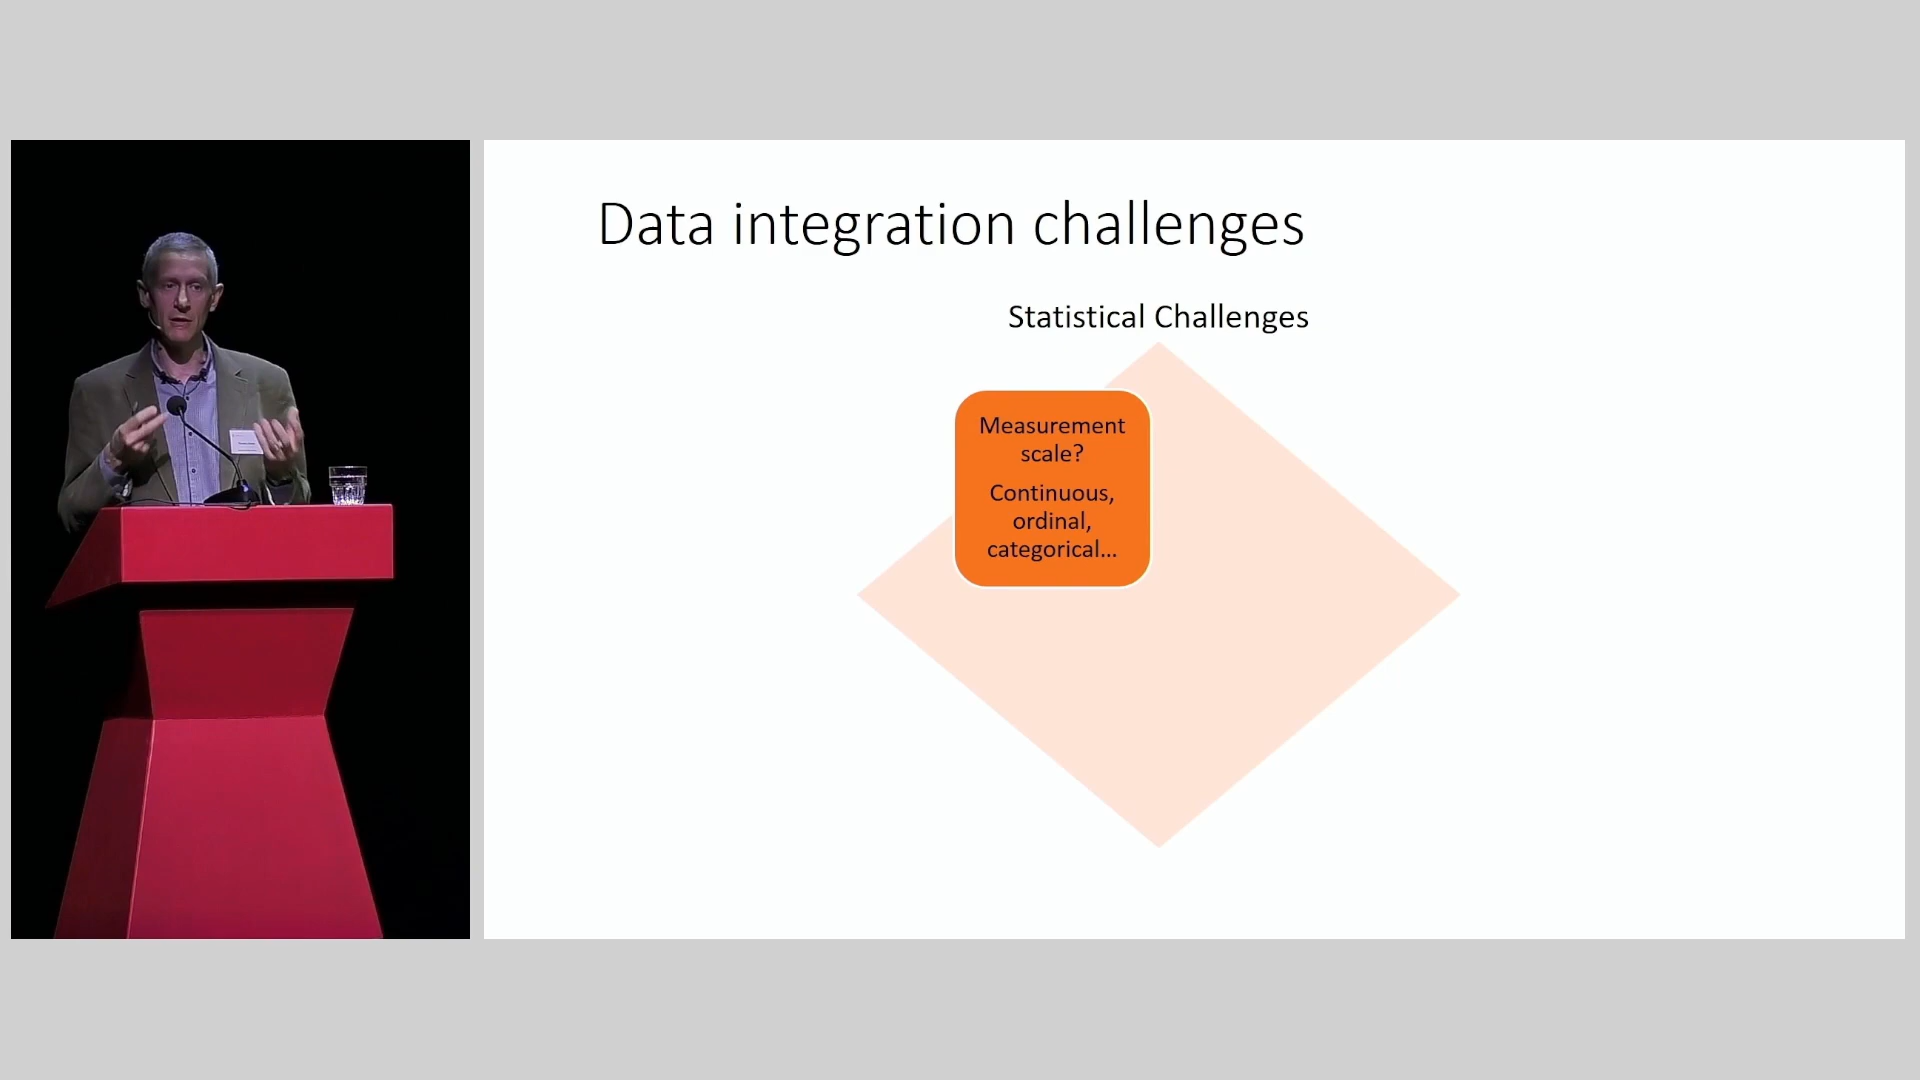 Data integration challenges
Statistical Challenges
Measurement
scale?
Continuous,
ordinal,
categorical...